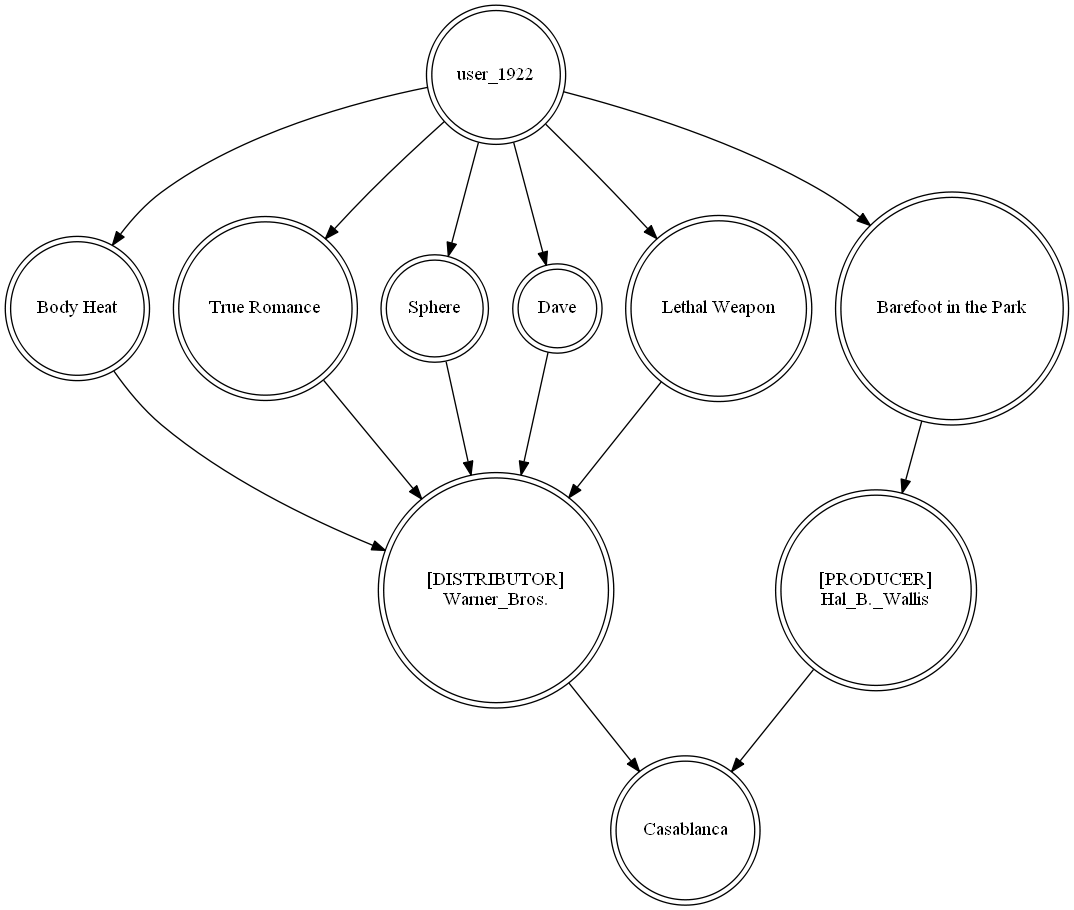 user_1922
Body Heat
True Romance
Sphere
Dave
Lethal Weapon
Barefoot in the Park
[DISTRIBUTOR]
Warner_Bros.
[PRODUCER]
Hal_B._Wallis
Casablanca